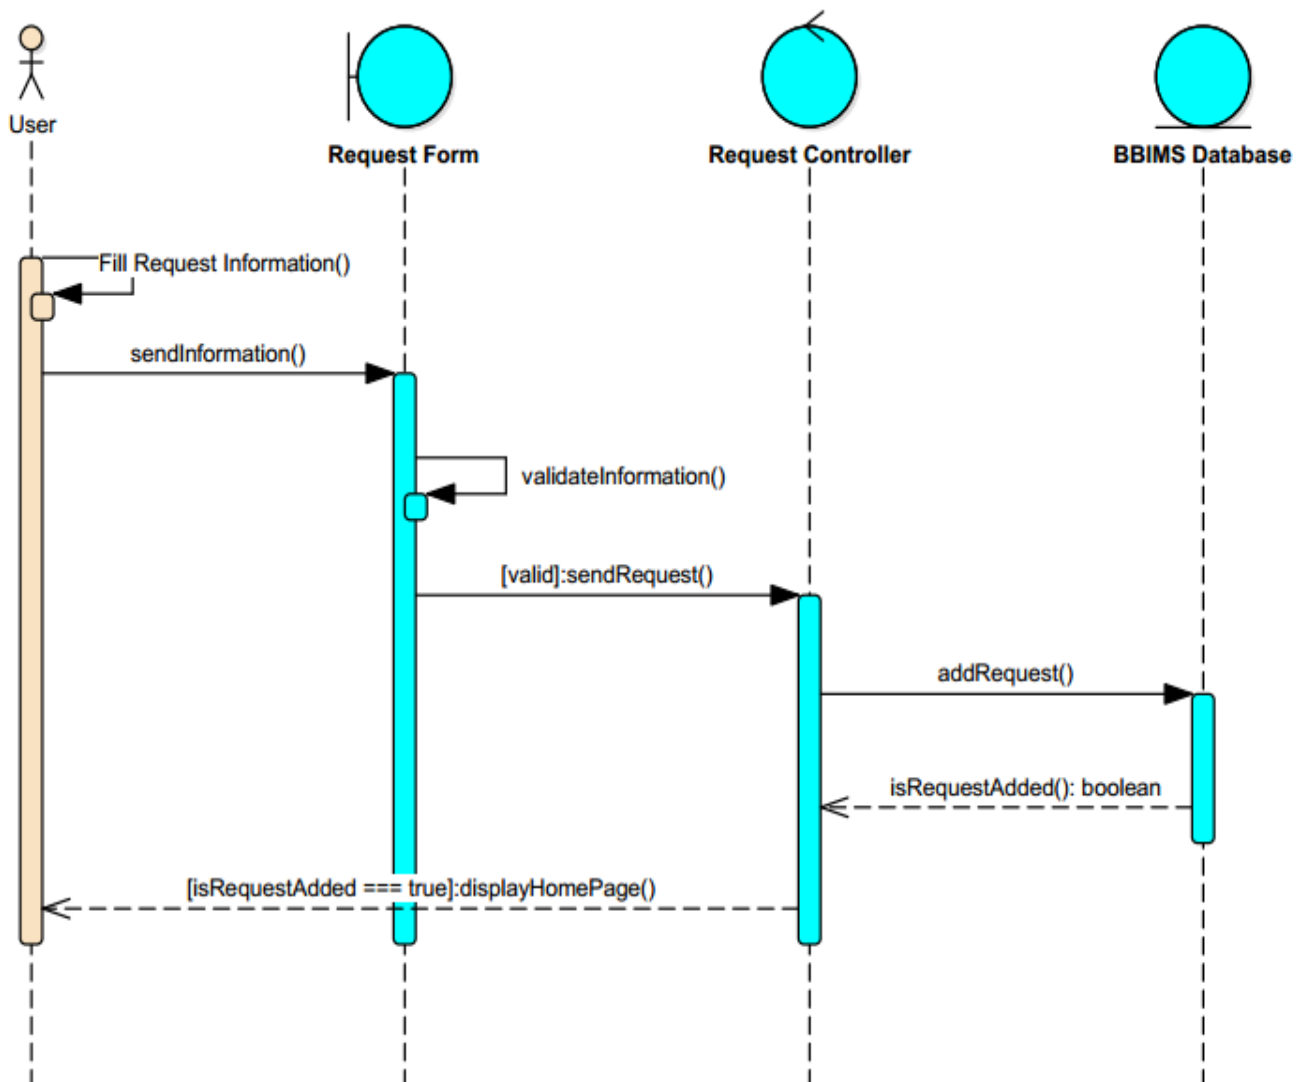 User
Request Form
Request Controller
BBIMS Database
Fill Request Information()
sendInformation()
validateInformation()
[valid]:sendRequest()
addRequest()
isRequestAdded(): boolean
[isRequestAdded === true]:displayHomePage()